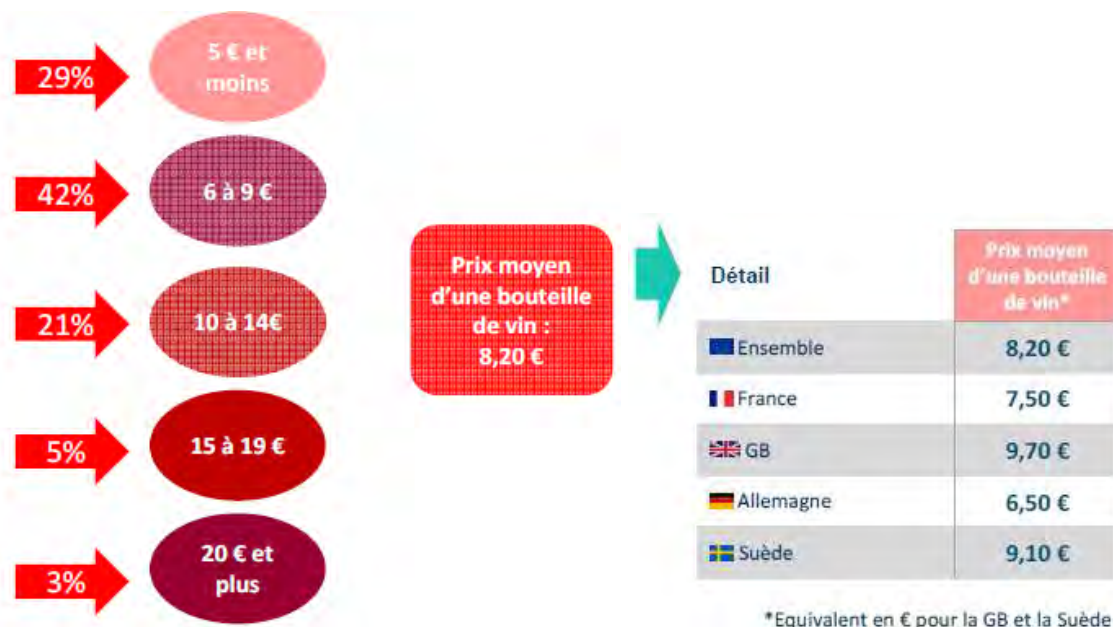 29%
5 € et
moins
42%
6 à 9 €
21%
10 à 14€
5%
15 à 19 €
3%
20 € et
plus
Prix moyen
d'une bouteille
de vin :
8,20 €
Détail
Prix moyen
d'une bouteille
de vin*
Ensemble
8,20 €
France
7,50 €
GB
9,70 €
Allemagne
6,50 €
Suède
9,10 €
*Equivalent en € pour la GB et la Suède